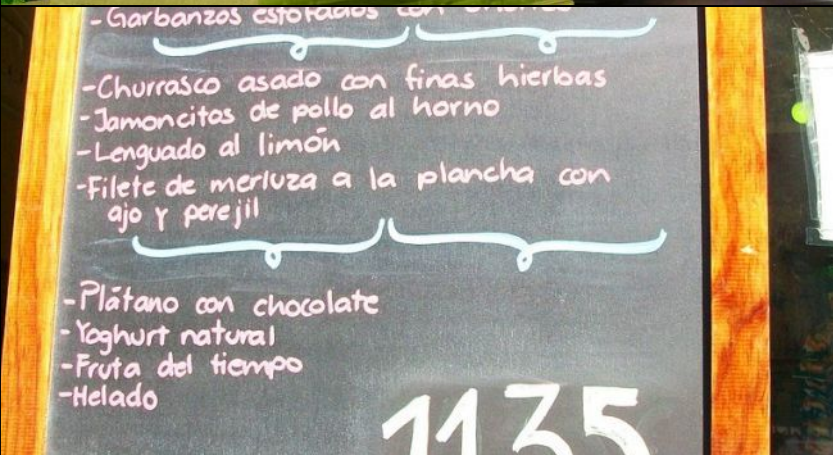 -Garbanzos estofados con
-Churrasco asado con finas hierbas
-Jamoncitos de pollo al horno
-Lenguado al limón
-Filete de merluza a la plancha con
ajo y perejil
-Plátano con chocolate
-Yoghurt natural
-Fruta del tiempo
-Helado
1135